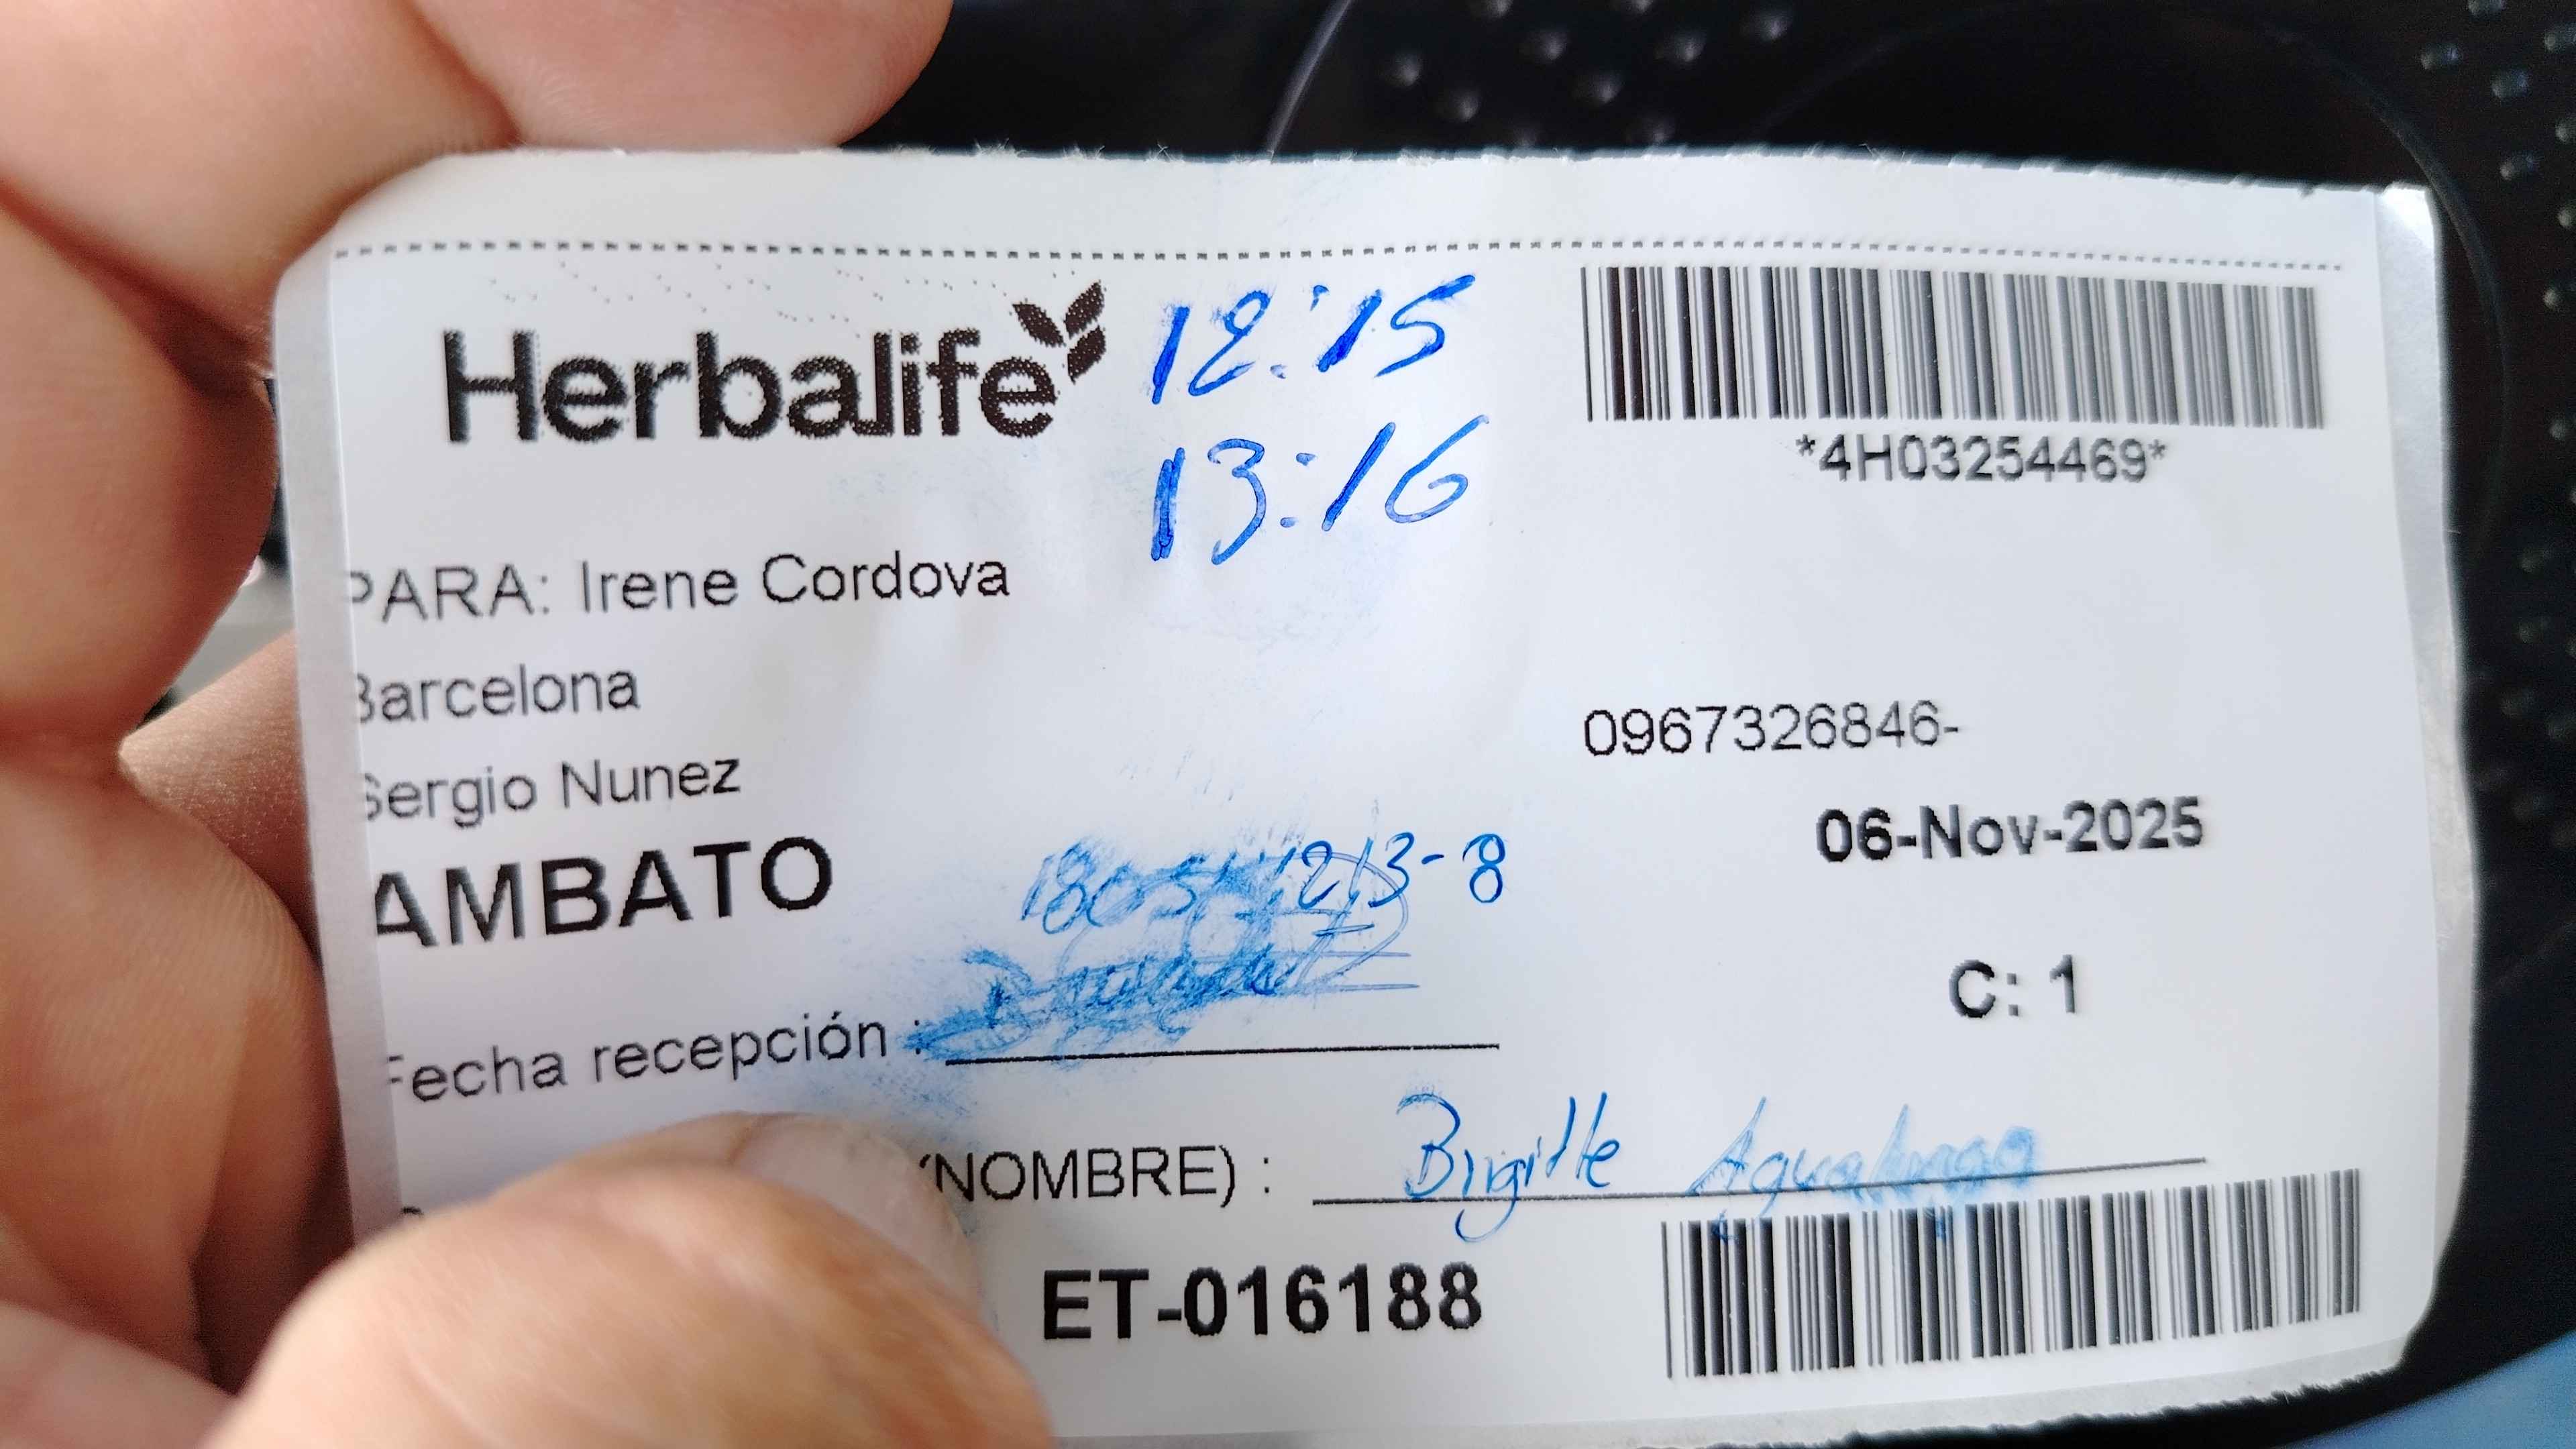 Herbalife
12:15
13:16
*4H03254469*
PARA: Irene Cordova
Barcelona
0967326846-
Sergio Nunez
06-Nov-2025
AMBATO
C: 1
Fecha recepción :
(NOMBRE) : Birgitte
ET-016188